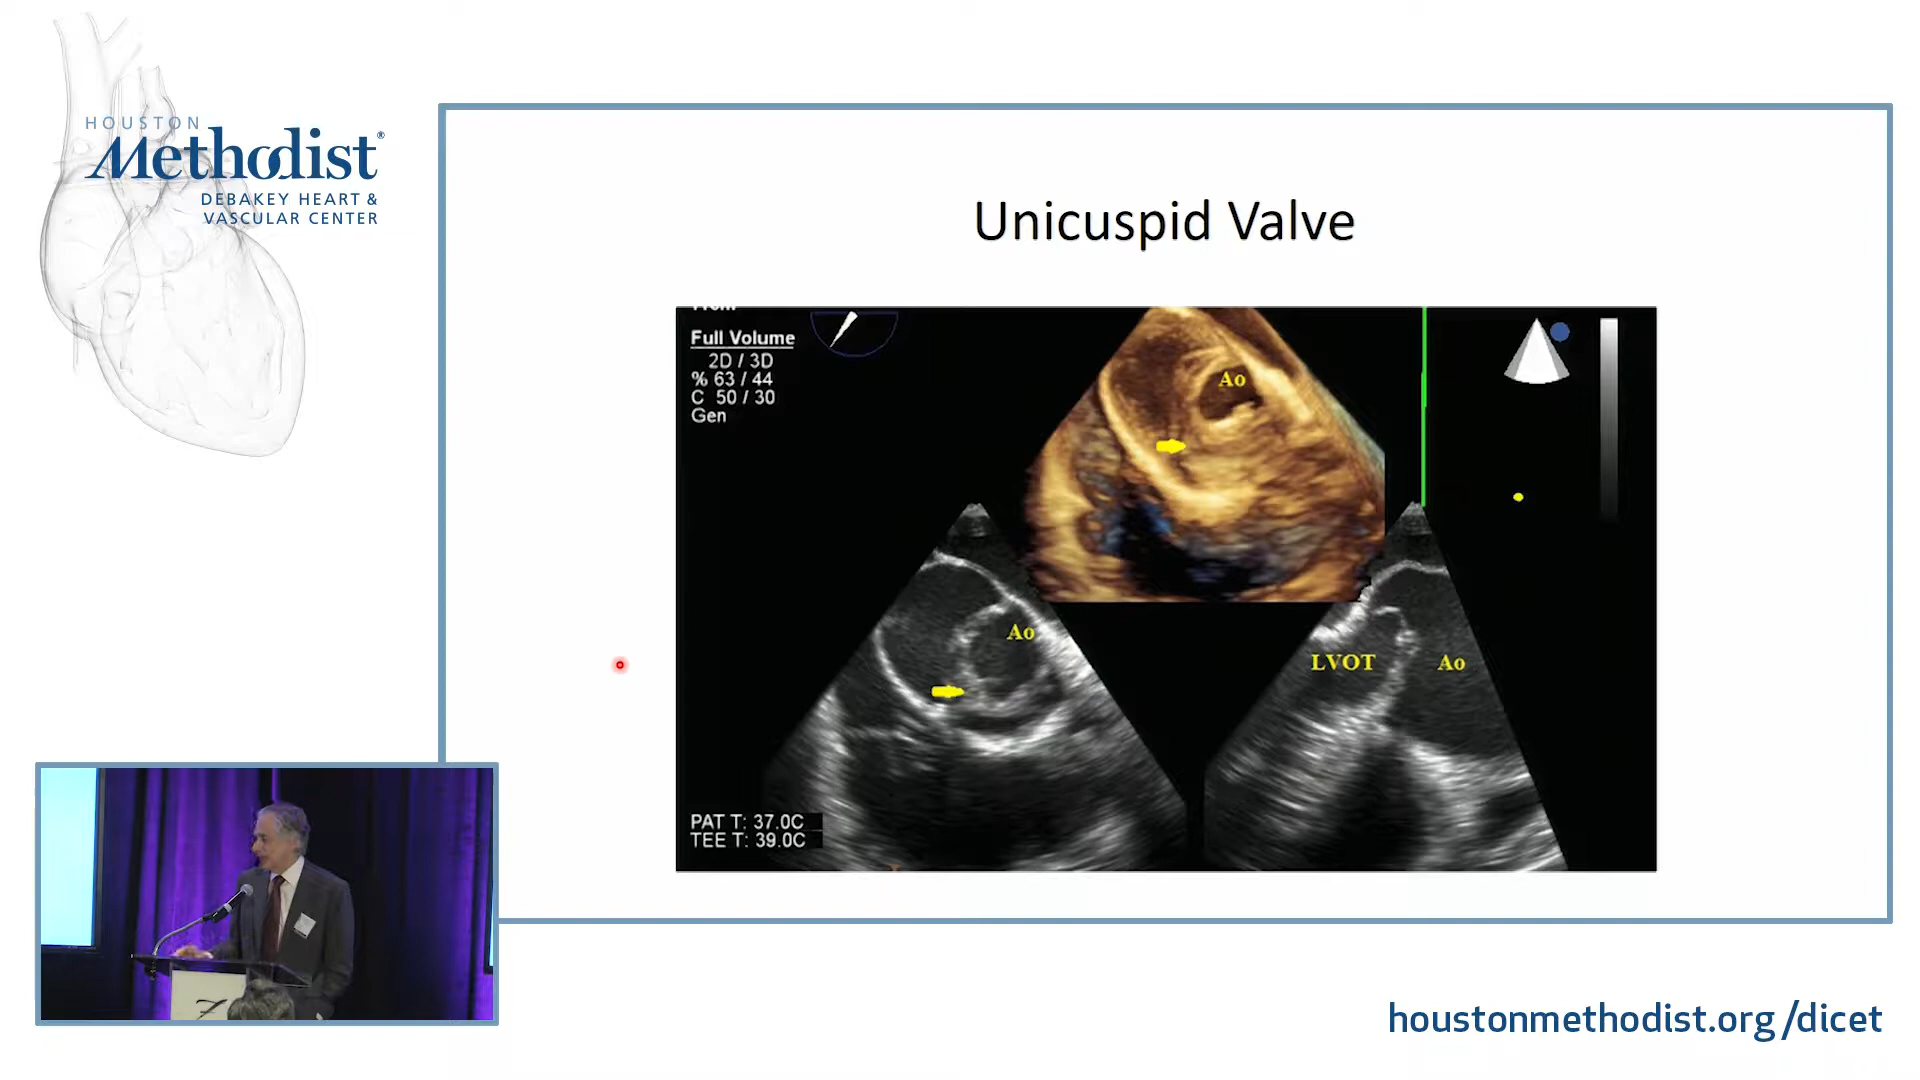 HOUSTON
Methodist®
DEBAKEY HEART &
VASCULAR CENTER
Unicuspid Valve
Full Volume
2D / 3D
% 63 / 44
C 50 / 30
Gen
Ao
Ao
LVOT
Ao
PAT T: 37.0C
TEE T: 39.0C
houstonmethodist.org/dicet